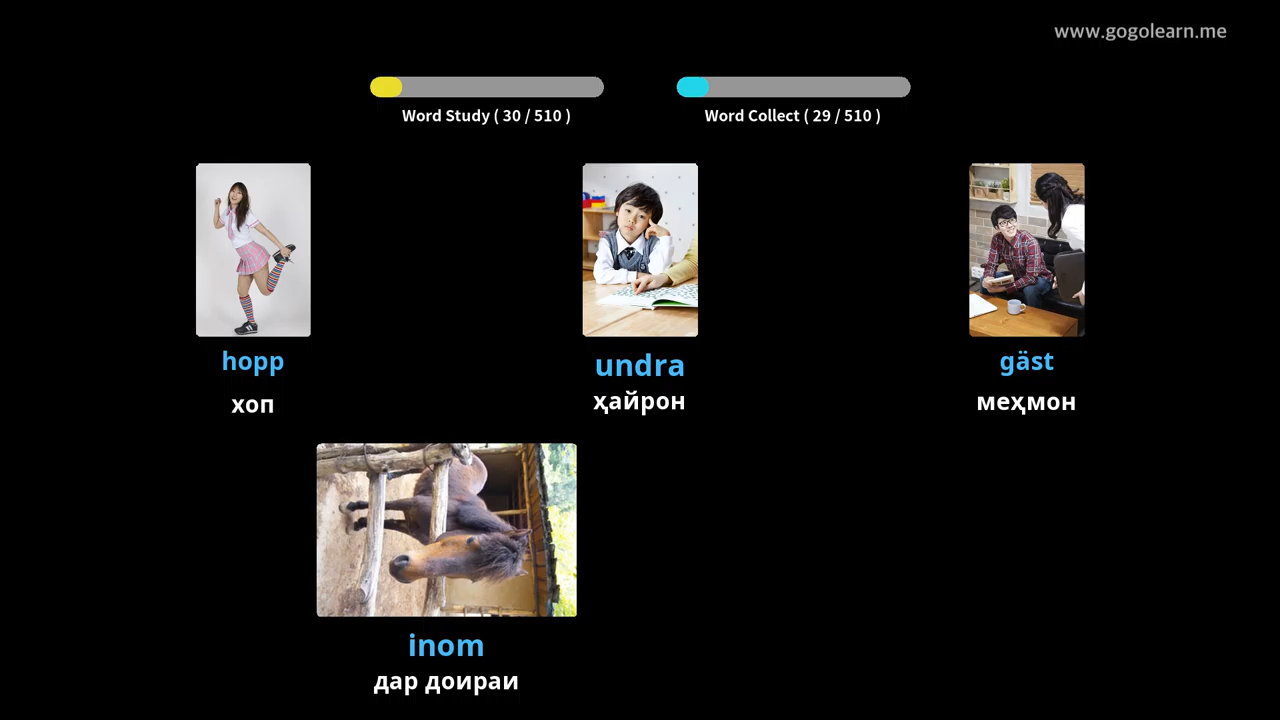 www.gogolearn.me
Word Study ( 30 / 510 )
Word Collect ( 29 / 510 )
hopp
undra
gäst
хоп
ҳайрон
меҳмон
inom
дар доираи